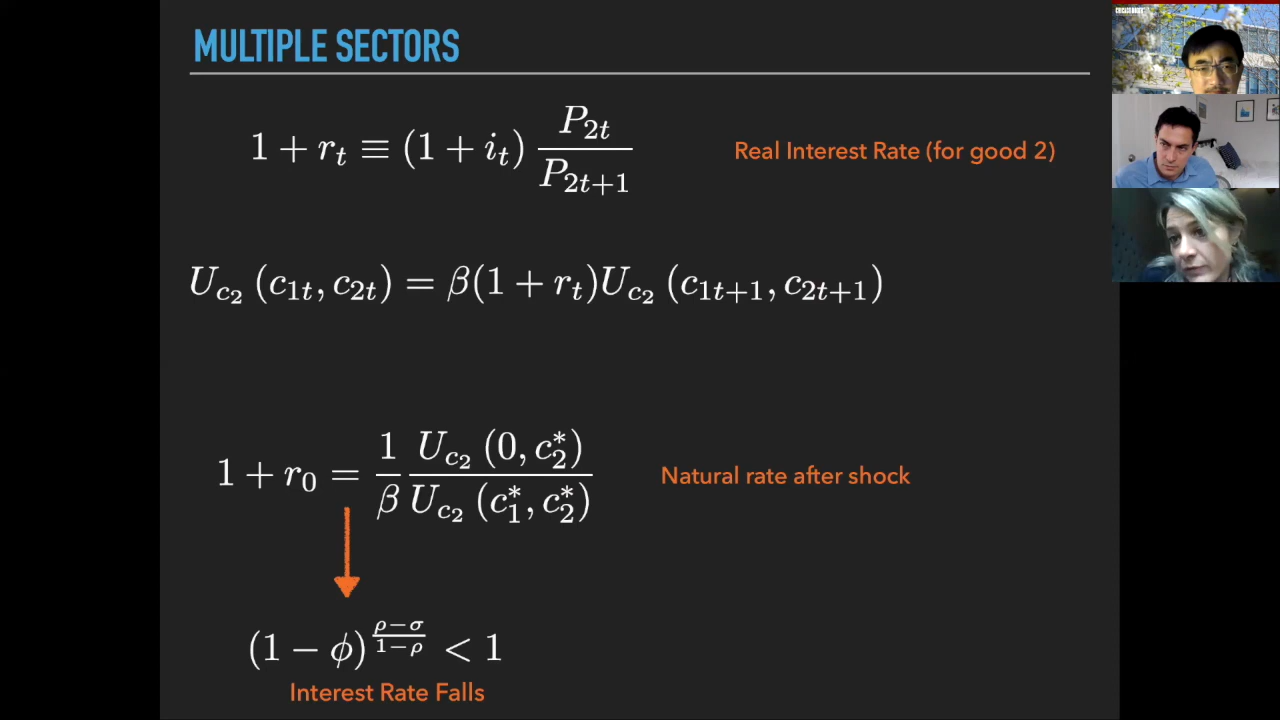 MULTIPLE SECTORS
1 + r_t ≡ (1 + i_t) P_{2t} / P_{2t+1}
Real Interest Rate (for good 2)
U_{c_2} (c_{1t}, c_{2t}) = β(1 + r_t)U_{c_2} (c_{1t+1}, c_{2t+1})
1 + r_0 = 1/β U_{c_2} (0, c_2^*) / U_{c_2} (c_1^*, c_2^*)
Natural rate after shock
(1 − ϕ)^{(ρ−σ)/(1−ρ)} < 1
Interest Rate Falls